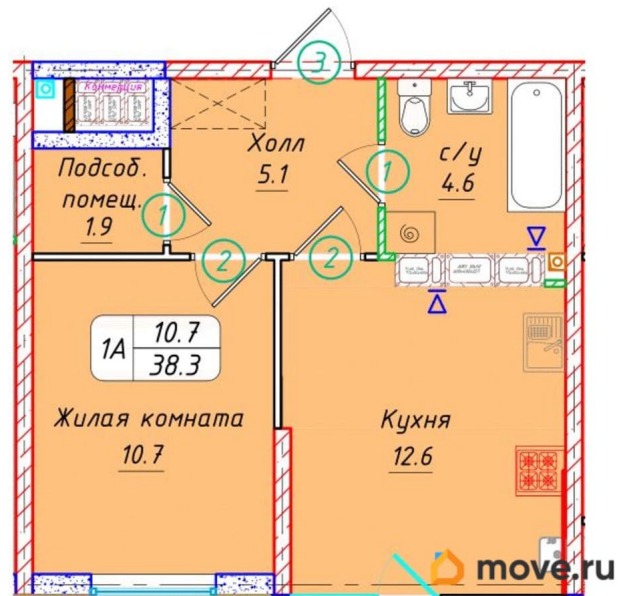 3
Коммерция
Холл
5.1
1
с/у
4.6
Подсоб.
помещ.
1.9
1
2
2
1А
10.7
38.3
Жилая комната
10.7
Кухня
12.6
move.ru